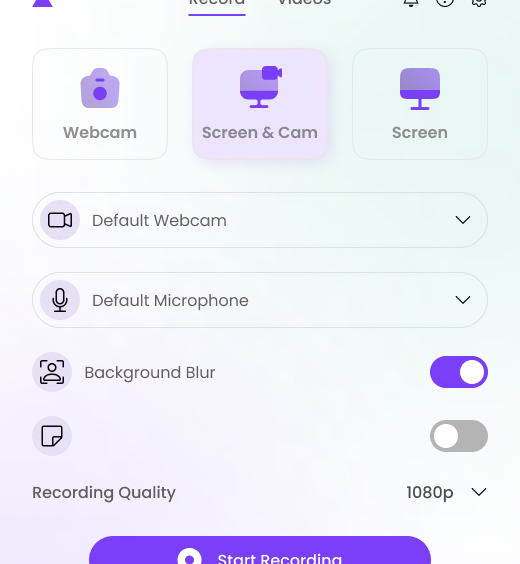 Record Videos
Webcam
Screen & Cam
Screen
Default Webcam
Default Microphone
Background Blur
Recording Quality
1080p
Start Recording